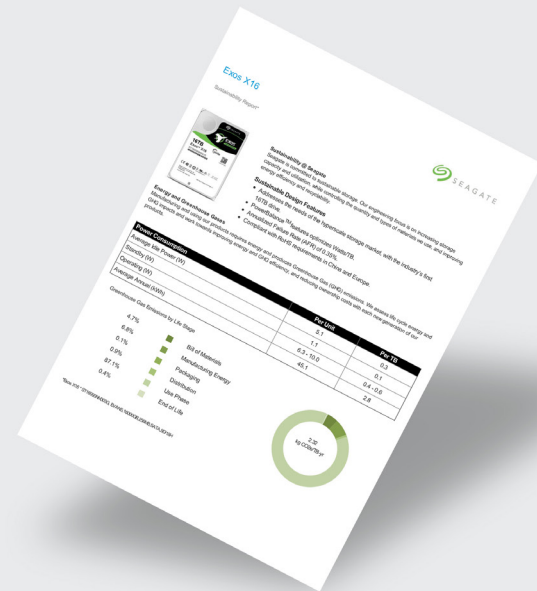 Exos X16
Sustainability Report*
SEAGATE
16TB
Sustainability @ Seagate
Seagate is committed to sustainable storage. Our engineering focus is on increasing storage
capacity and utilization, while controlling the quantity and types of materials we use, and improving
energy efficiency and recyclability.
Sustainable Design Features
• Addresses the needs of the hyperscale storage market, with the industry's first
16TB drive.
• PowerBalance™ features optimizes Watts/TB.
• Annualized Failure Rate (AFR) of 0.35%.
• Compliant with RoHS requirements in China and Europe.
Energy and Greenhouse Gases
Manufacturing and using our products requires energy and produces Greenhouse Gas (GHG) emissions. We assess life cycle energy and
GHG impacts and work towards improving energy and GHG efficiency, and reducing ownership costs with each new generation of our
products.
Power Consumption Per Unit Per TB
Average Idle Power (W) 5.1 0.3
Standby (W) 1.1 0.1
Operating (W) 6.3 - 10.0 0.4 - 0.6
Average Annual (kWh) 45.1 2.8
Greenhouse Gas Emissions by Life Stage
4.7% Bill of Materials
6.8% Manufacturing Energy
0.1% Packaging
0.9% Distribution
87.1% Use Phase
0.4% End of Life
2.32
kg CO2e/TB-yr